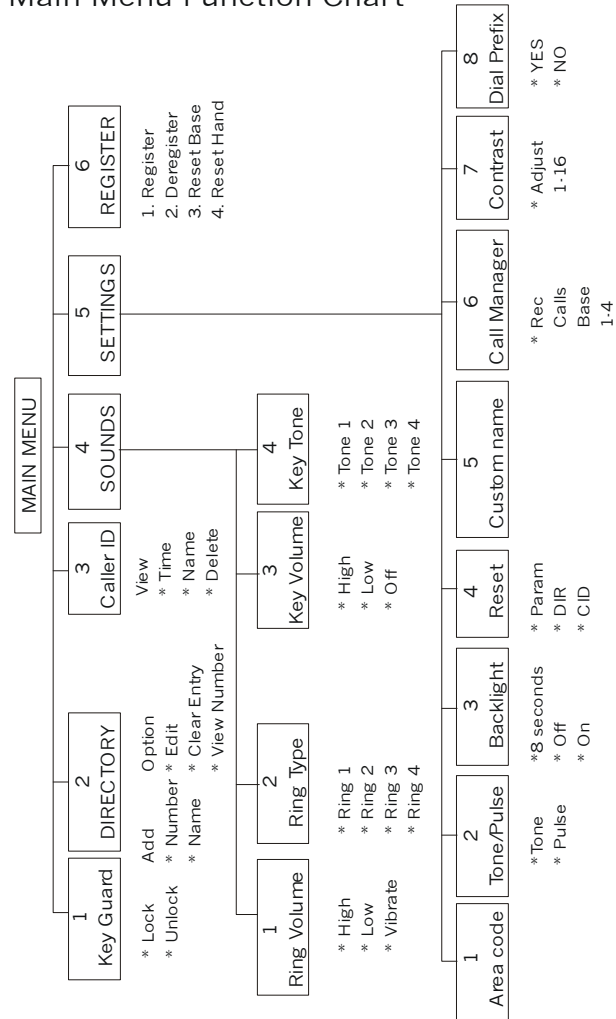 Main Menu Function Chart
MAIN MENU
1
Key Guard
* Lock
* Unlock
2
DIRECTORY
Add
* Number
* Name
Option
* Edit
* Clear Entry
* View Number
3
Caller ID
View
* Time
* Name
* Delete
4
SOUNDS
5
SETTINGS
6
REGISTER
1. Register
2. Deregister
3. Reset Base
4. Reset Hand
1
Ring Volume
* High
* Low
* Vibrate
2
Ring Type
* Ring 1
* Ring 2
* Ring 3
* Ring 4
3
Key Volume
* High
* Low
* Off
4
Key Tone
* Tone 1
* Tone 2
* Tone 3
* Tone 4
1
Area code
2
Tone/Pulse
*Tone
* Pulse
3
Backlight
*8 seconds
* Off
* On
4
Reset
* Param
* DIR
* CID
5
Custom name
6
Call Manager
* Rec
Calls
Base
1-4
7
Contrast
* Adjust
1-16
8
Dial Prefix
* YES
* NO